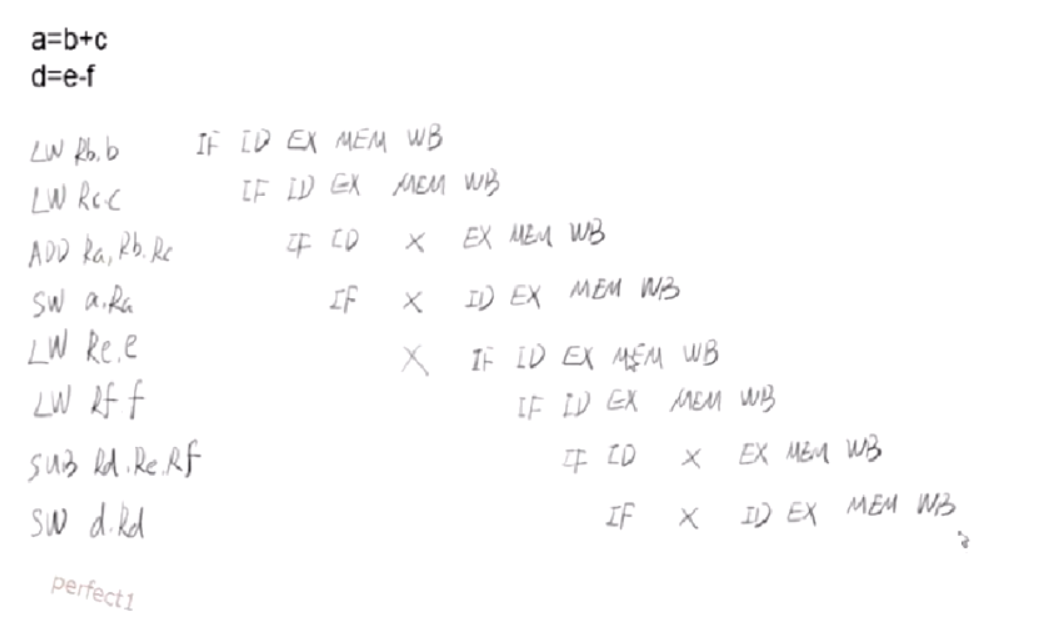 a=b+c
d=e-f
LW Rb.b IF ID EX MEM WB
LW Rc.c IF ID EX MEM WB
ADD Ra,Rb.Rc IF ID X EX MEM WB
SW a.Ra IF X ID EX MEM WB
LW Re.e X IF ID EX MEM WB
LW Rf.f IF ID EX MEM WB
SUB Rd.Re.Rf IF ID X EX MEM WB
SW d.Rd IF X ID EX MEM WB
perfect1